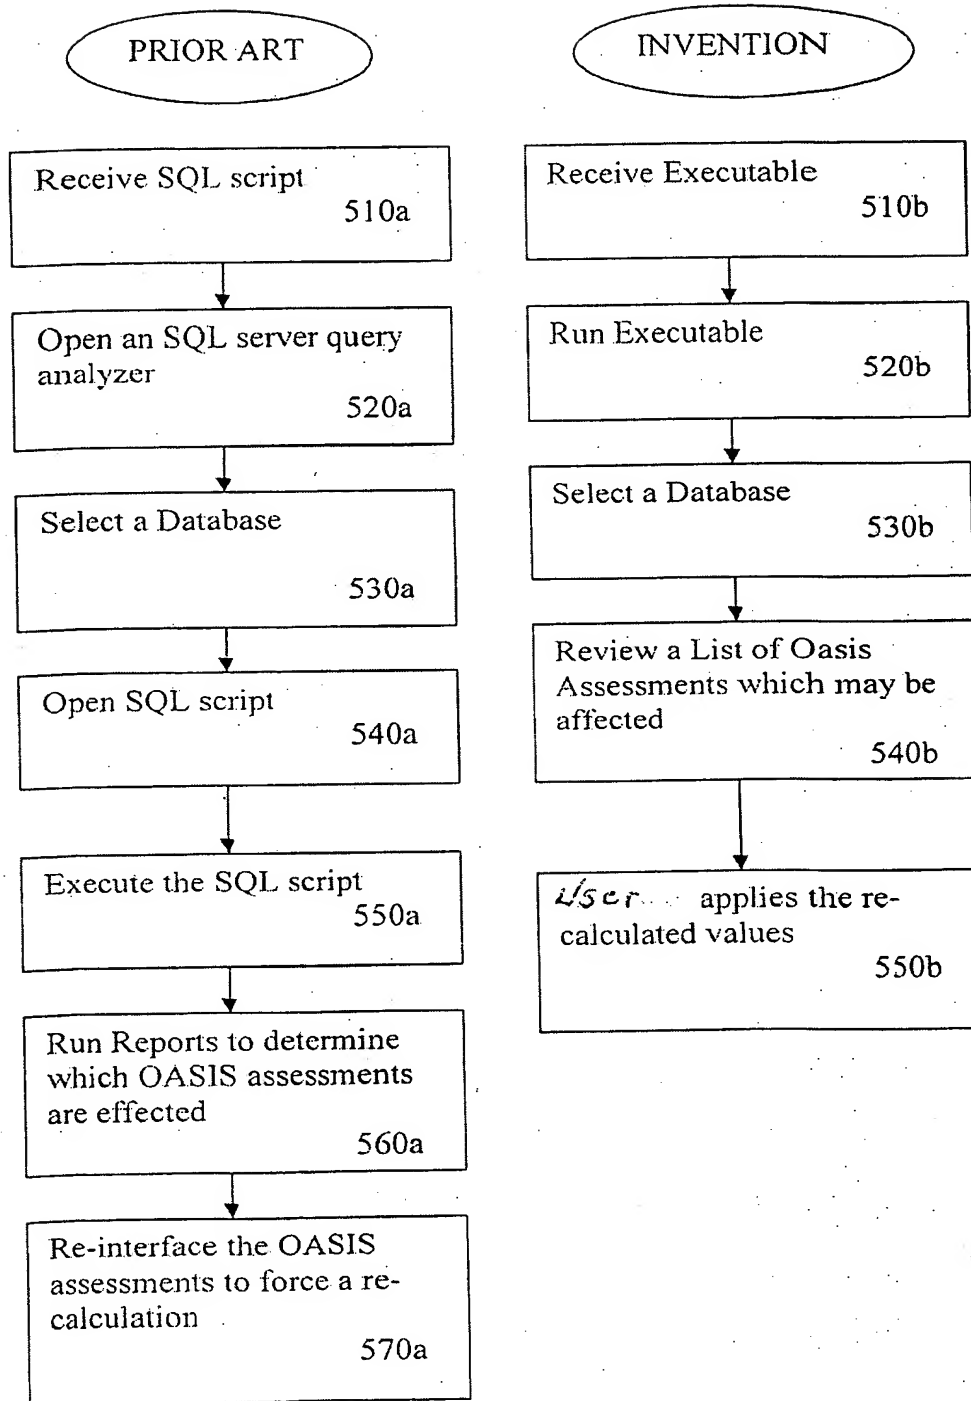 PRIOR ART
Receive SQL script
510a
Open an SQL server query
analyzer
520a
Select a Database
530a
Open SQL script
540a
Execute the SQL script
550a
Run Reports to determine
which OASIS assessments
are effected
560a
Re-interface the OASIS
assessments to force a re-
calculation
570a
INVENTION
Receive Executable
510b
Run Executable
520b
Select a Database
530b
Review a List of Oasis
Assessments which may be
affected
540b
User applies the re-
calculated values
550b